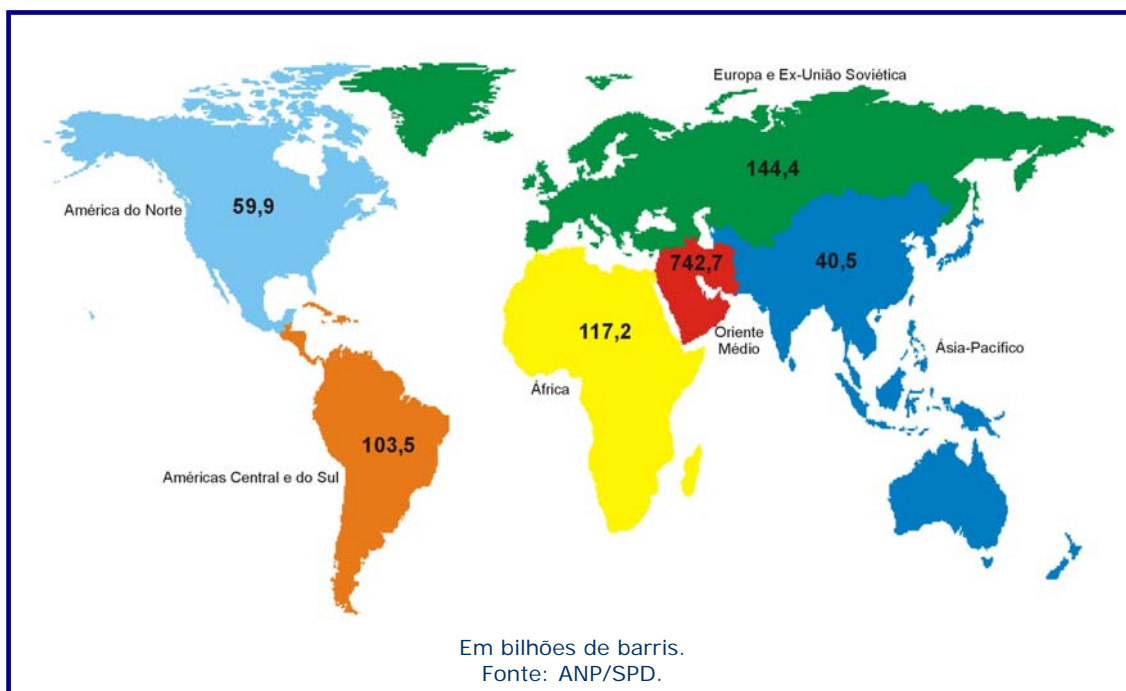 Europa e Ex-União Soviética
144,4
América do Norte
59,9
742,7
40,5
Oriente
Médio
Ásia-Pacífico
117,2
África
103,5
Américas Central e do Sul
Em bilhões de barris.
Fonte: ANP/SPD.